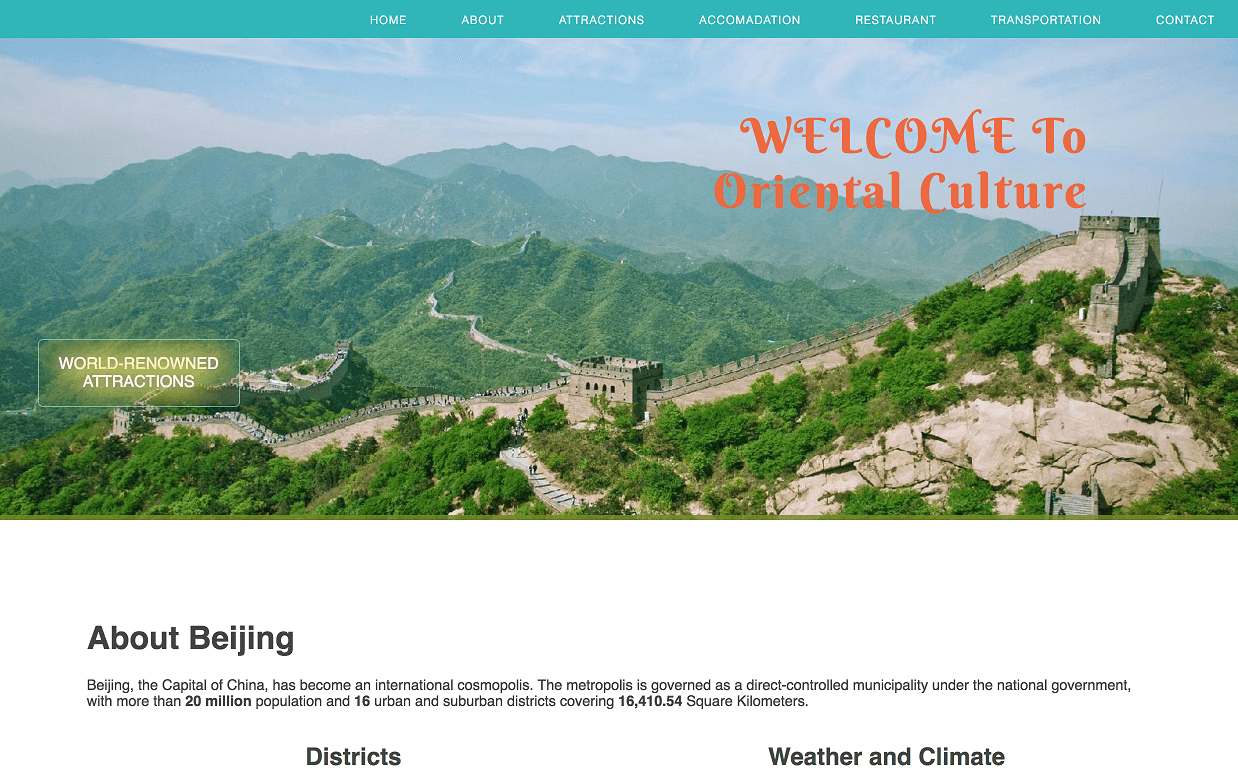 HOME ABOUT ATTRACTIONS ACCOMADATION RESTAURANT TRANSPORTATION CONTACT
WELCOME To
Oriental Culture
WORLD-RENOWNED
ATTRACTIONS
About Beijing
Beijing, the Capital of China, has become an international cosmopolis. The metropolis is governed as a direct-controlled municipality under the national government,
with more than 20 million population and 16 urban and suburban districts covering 16,410.54 Square Kilometers.
Districts Weather and Climate